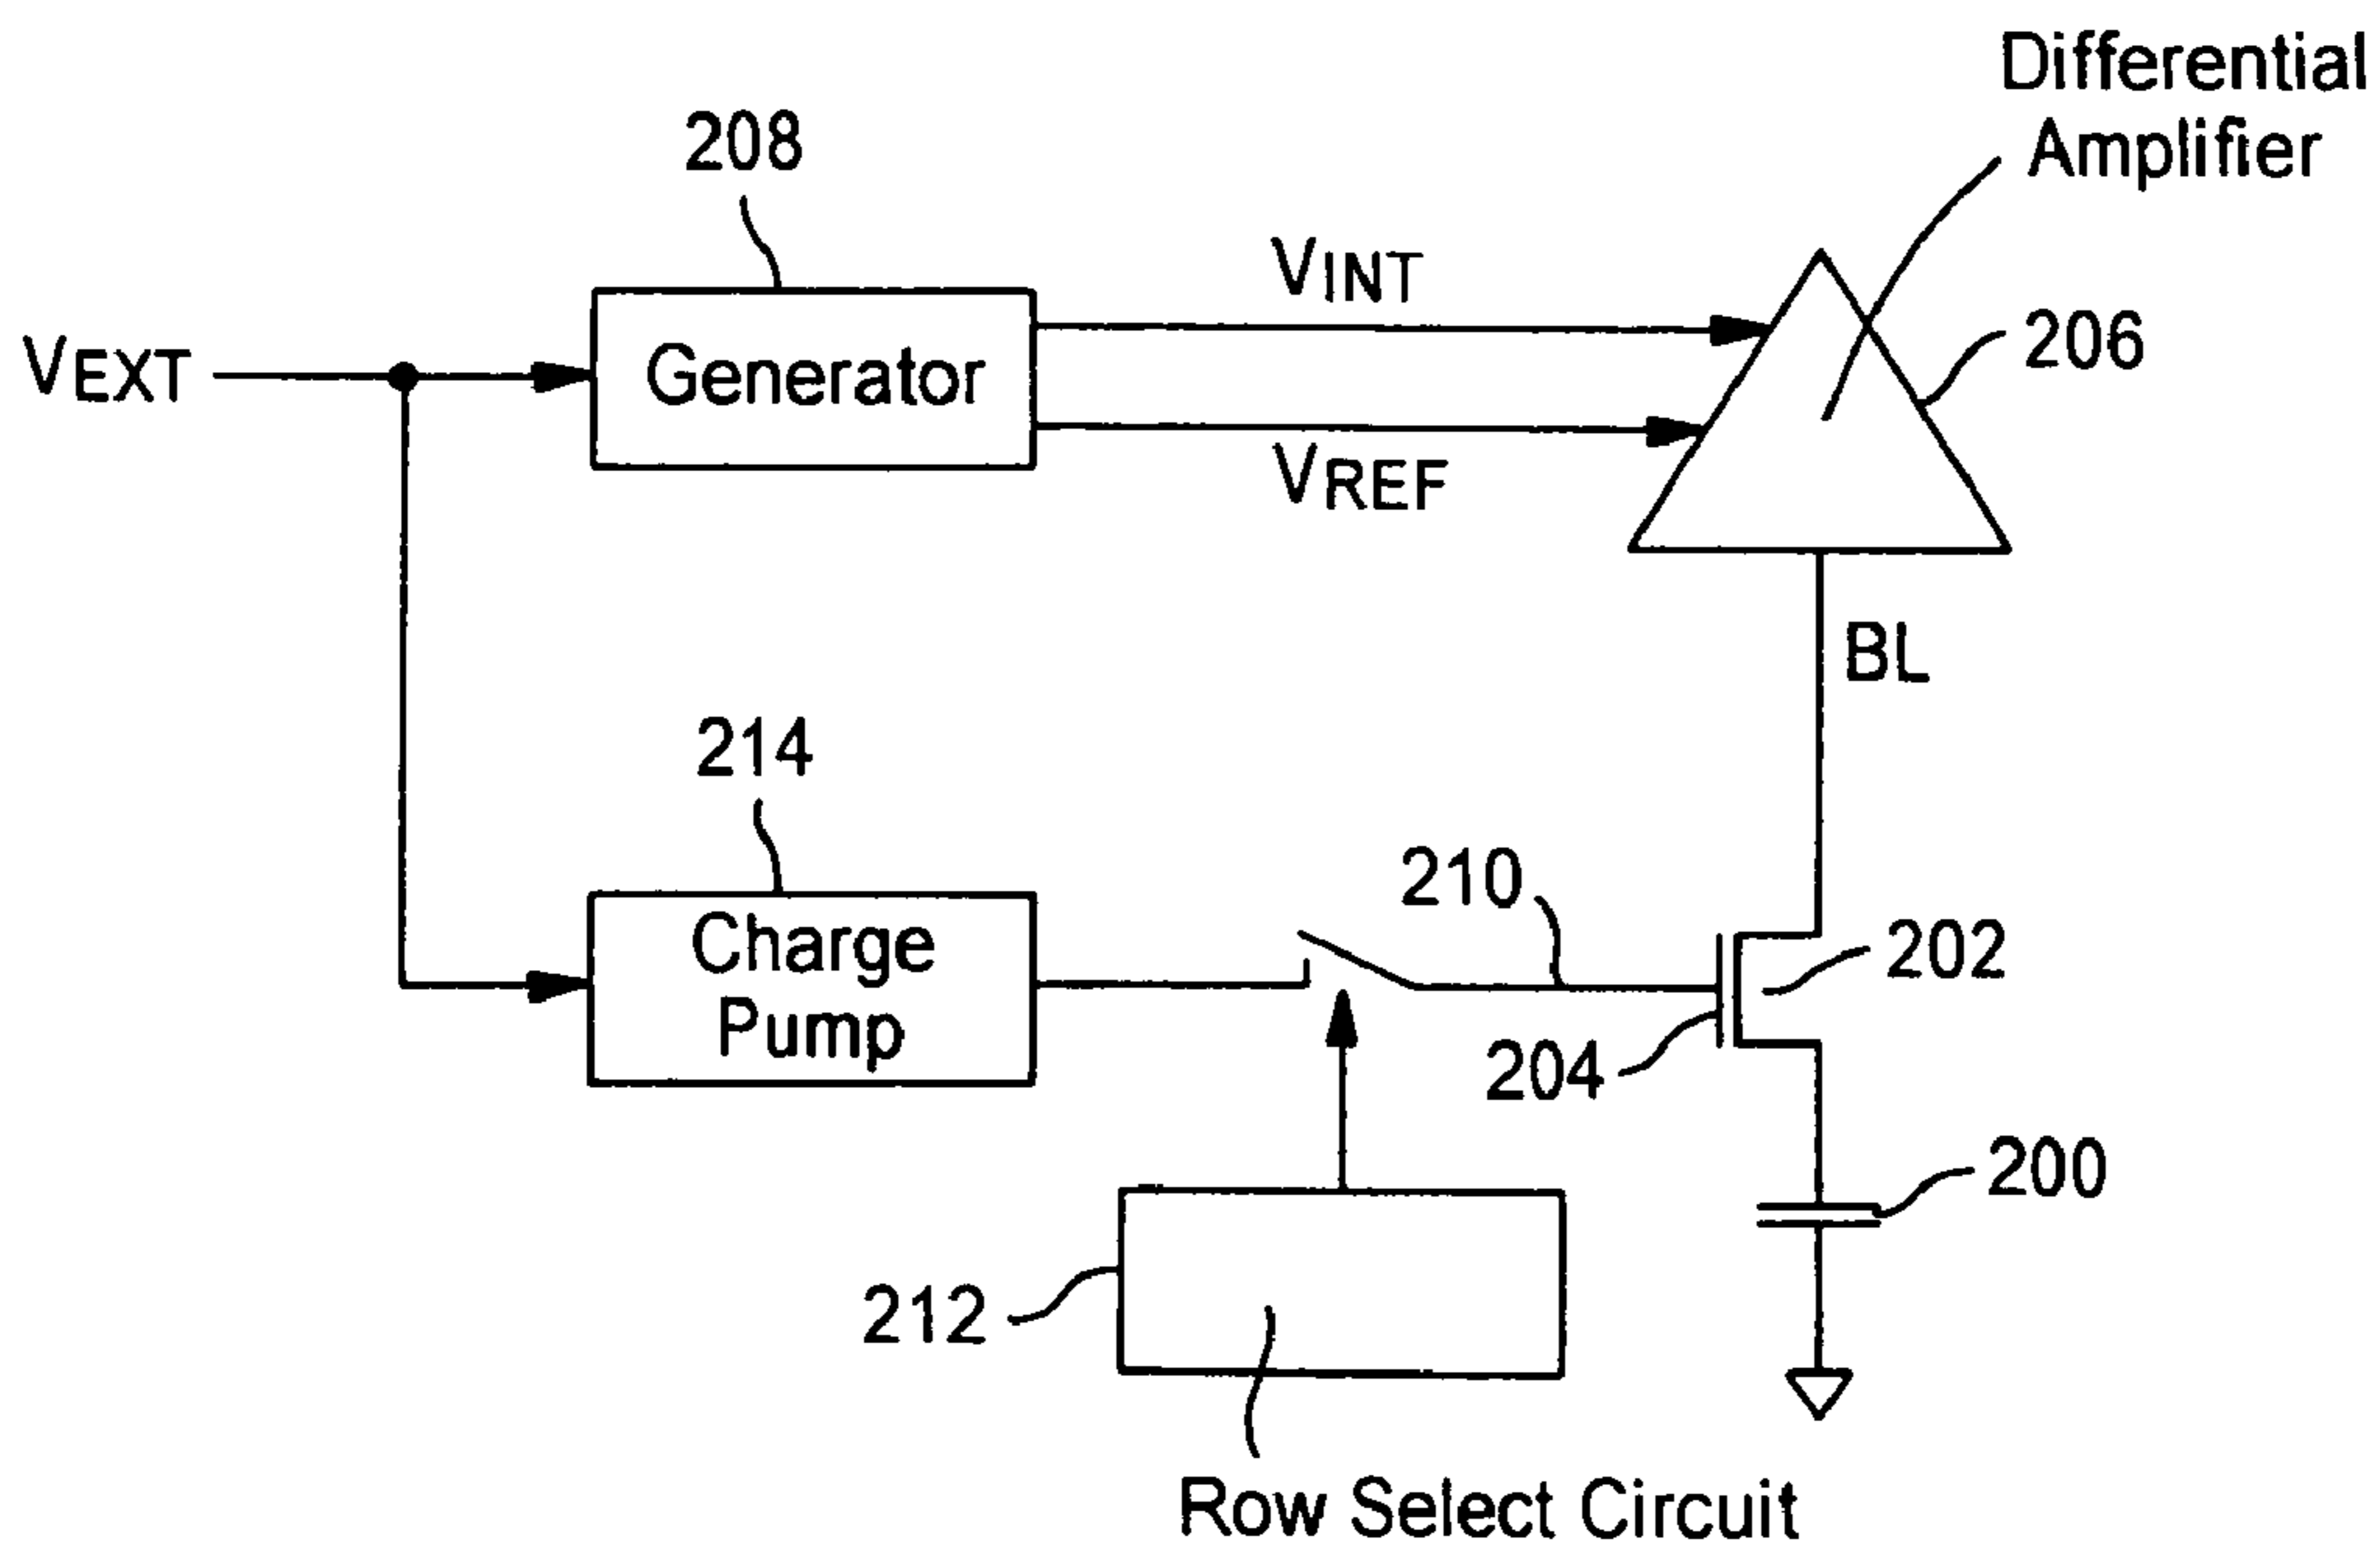 Differential
Amplifier
208
VINT
206
VEXT
Generator
VREF
BL
214
210
Charge
Pump
202
204
200
212
Row Select Circuit